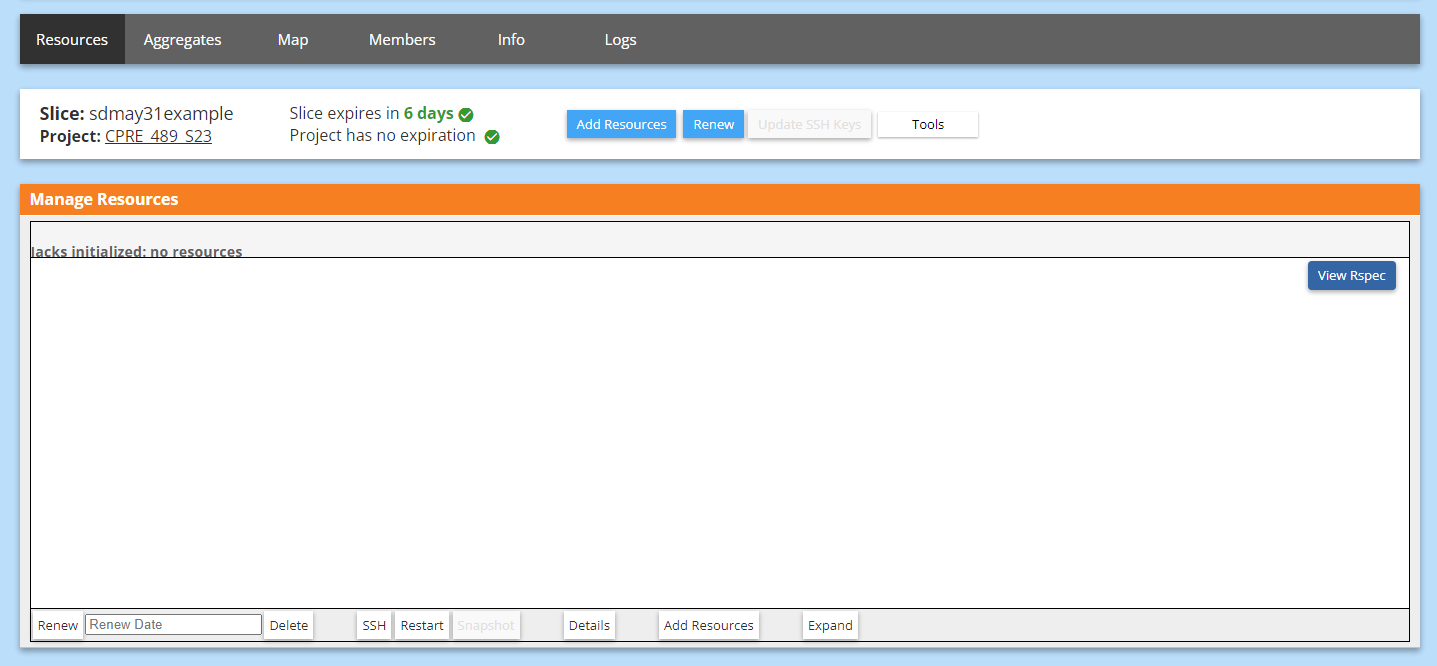 Resources Aggregates Map Members Info Logs
Slice: sdmay31example Slice expires in 6 days
Project: CPRE_489_S23 Project has no expiration
Add Resources Renew Update SSH Keys Tools
Manage Resources
Jacks initialized: no resources
View Rspec
Renew Renew Date Delete SSH Restart Snapshot Details Add Resources Expand